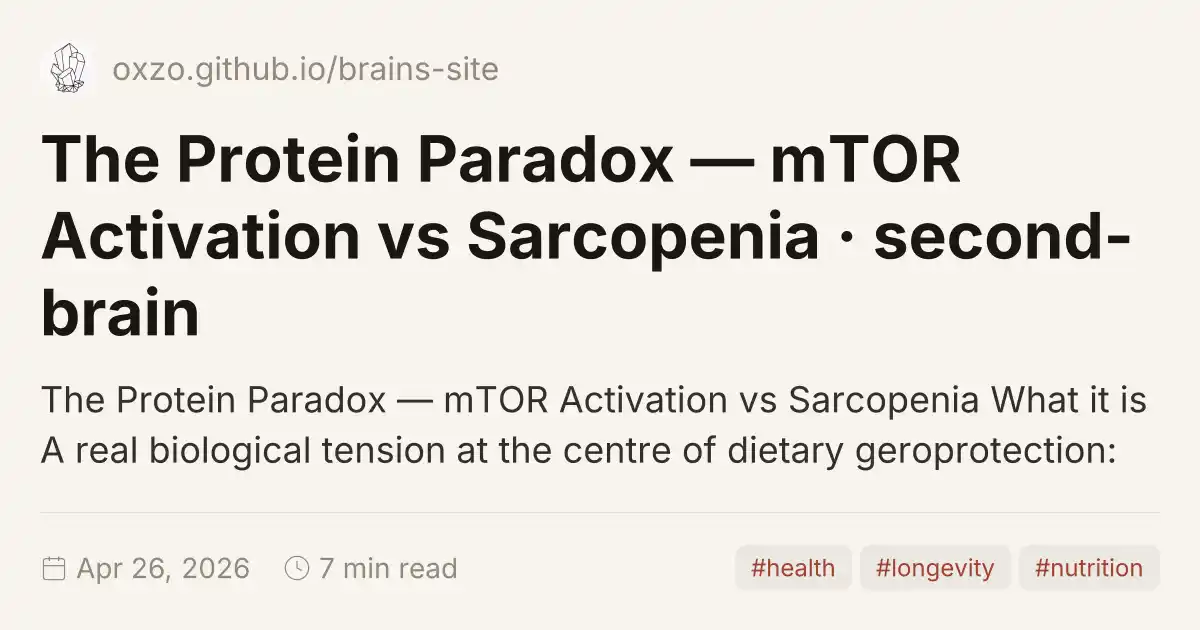 oxzo.github.io/brains-site
The Protein Paradox — mTOR
Activation vs Sarcopenia · second-
brain
The Protein Paradox — mTOR Activation vs Sarcopenia What it is
A real biological tension at the centre of dietary geroprotection:
Apr 26, 2026 7 min read #health #longevity #nutrition